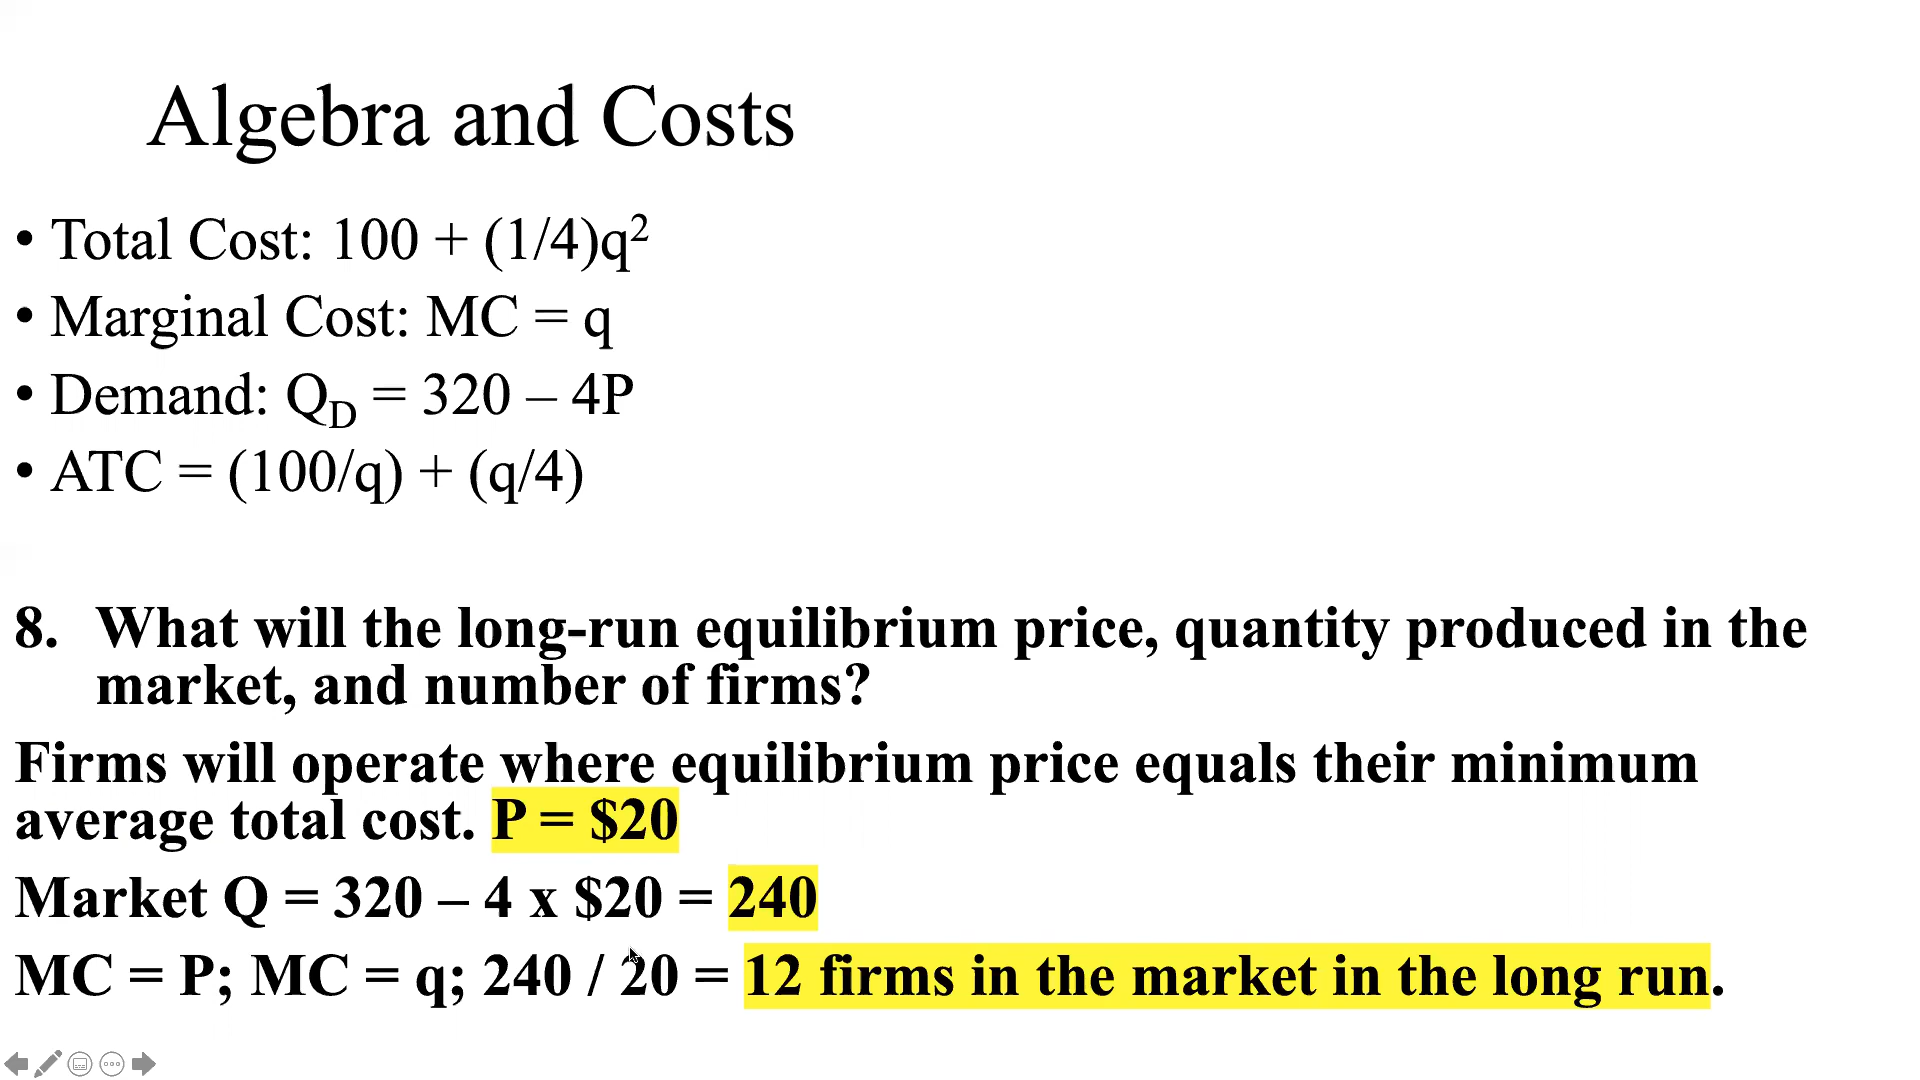 Algebra and Costs
• Total Cost: 100 + (1/4)q²
• Marginal Cost: MC = q
• Demand: Q_D = 320 – 4P
• ATC = (100/q) + (q/4)
8. What will the long-run equilibrium price, quantity produced in the
market, and number of firms?
Firms will operate where equilibrium price equals their minimum
average total cost. P = $20
Market Q = 320 – 4 x $20 = 240
MC = P; MC = q; 240 / 20 = 12 firms in the market in the long run.